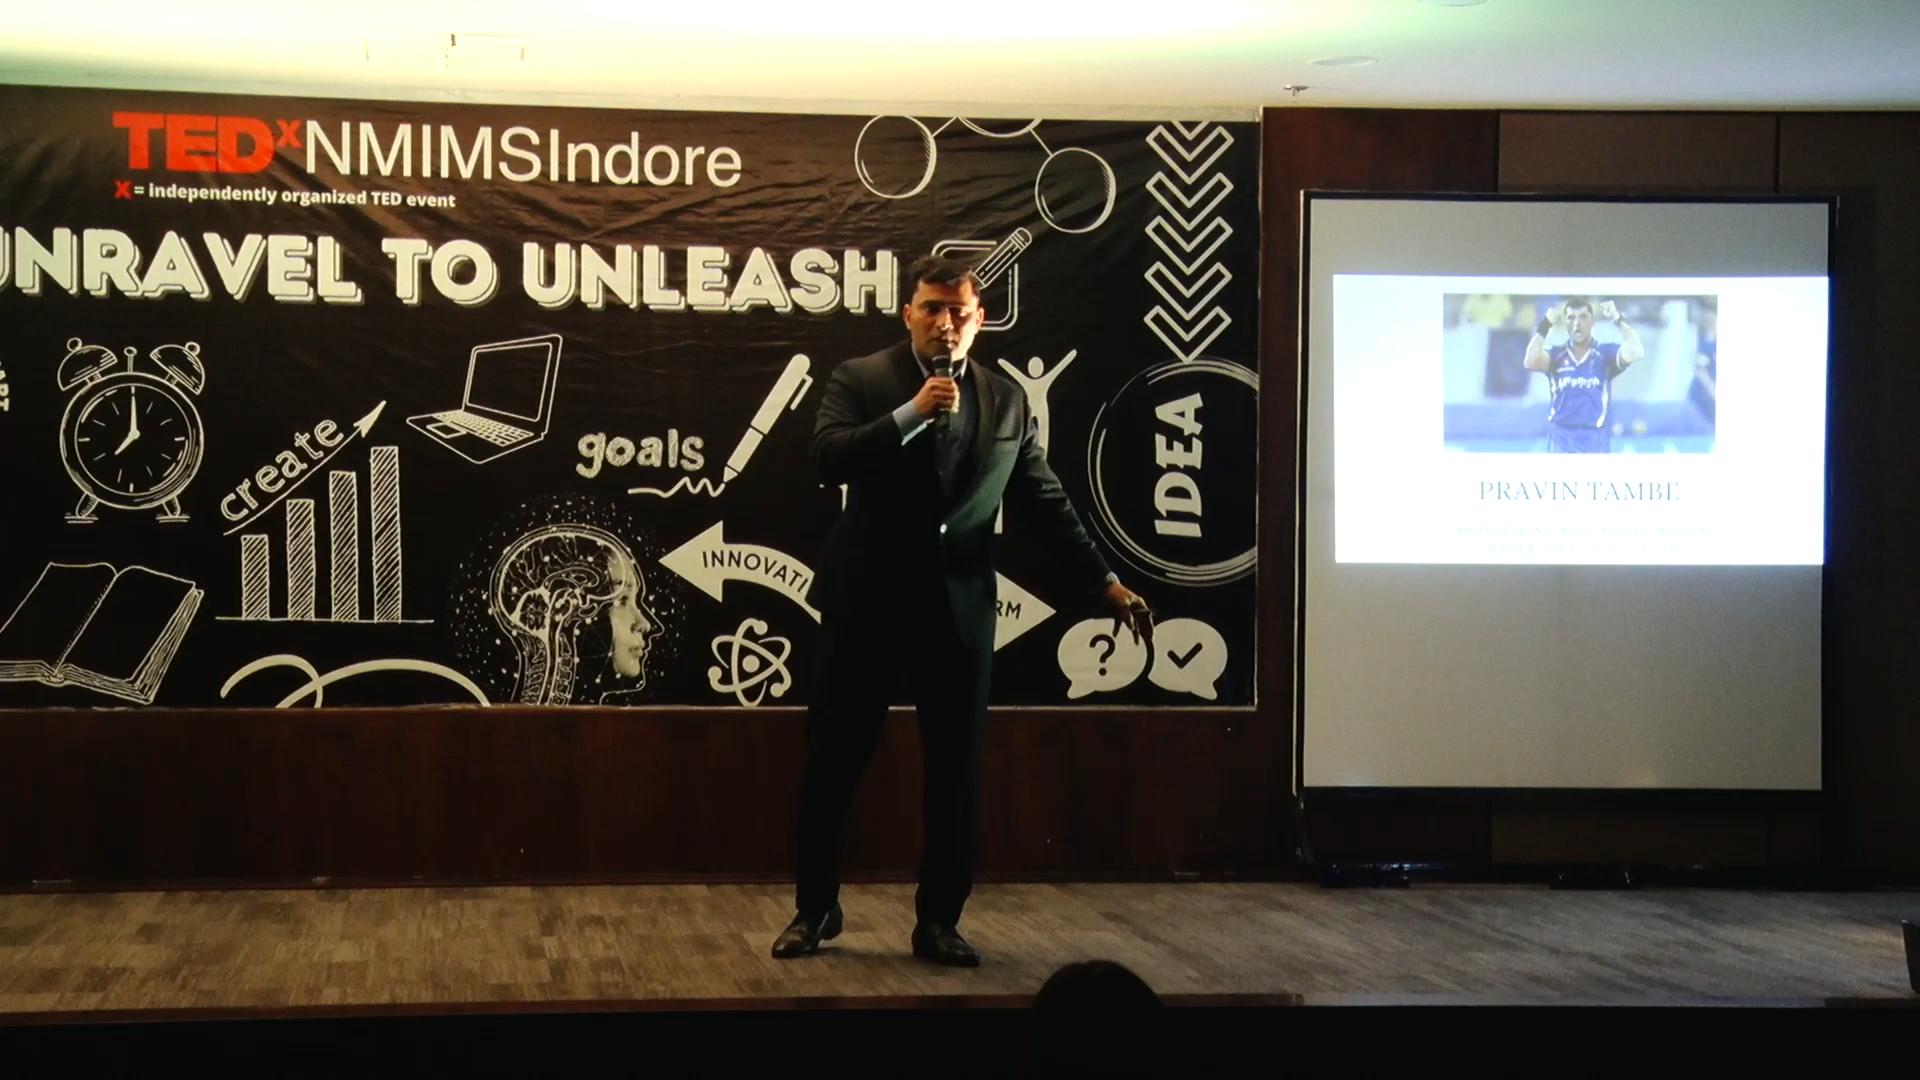 TEDxNMIMSIndore
X = independently organized TED event
UNRAVEL TO UNLEASH
create
goals
INNOVATI
RM
IDEA
?
PRAVIN TAMBE